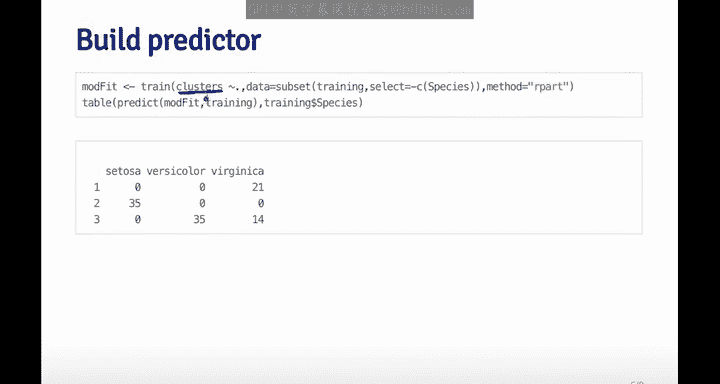 Build predictor
modFit <- train(clusters ~.,data=subset(training,select=-c(Species)),method="rpart")
table(predict(modFit,training),training$Species)
setosa versicolor virginica
1 0 0 21
2 35 0 0
3 0 35 14